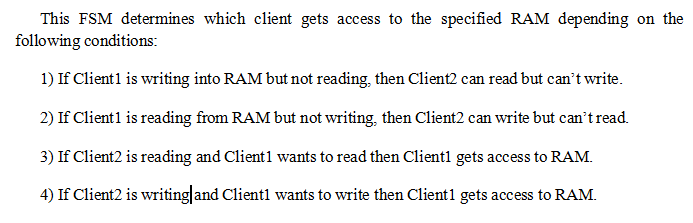 This FSM determines which client gets access to the specified RAM depending on the
following conditions:
1) If Client1 is writing into RAM but not reading, then Client2 can read but can't write.
2) If Client1 is reading from RAM but not writing, then Client2 can write but can't read.
3) If Client2 is reading and Client1 wants to read then Client1 gets access to RAM.
4) If Client2 is writing and Client1 wants to write then Client1 gets access to RAM.